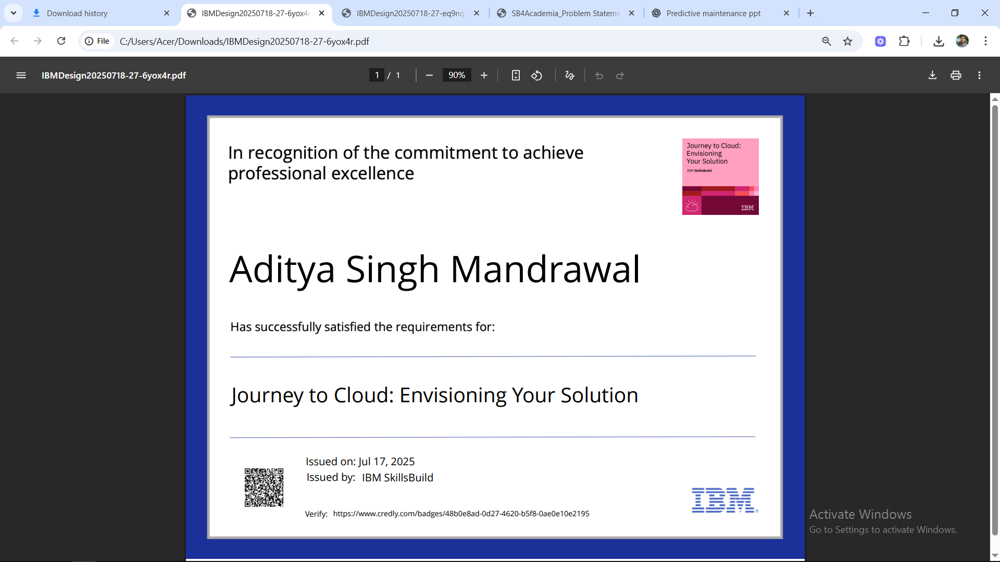 Download history
IBMDesign20250718-27-6yox4r
IBMDesign20250718-27-eq9nq
SB4Academia_Problem Stateme
Predictive maintenance ppt
File
C:/Users/Acer/Downloads/IBMDesign20250718-27-6yox4r.pdf
IBMDesign20250718-27-6yox4r.pdf
1 / 1
90%
In recognition of the commitment to achieve
professional excellence
Journey to Cloud:
Envisioning
Your Solution
IBM SkillsBuild
IBM
Aditya Singh Mandrawal
Has successfully satisfied the requirements for:
Journey to Cloud: Envisioning Your Solution
Issued on: Jul 17, 2025
Issued by: IBM SkillsBuild
Verify: https://www.credly.com/badges/48b0e8ad-0d27-4620-b5f8-0ae0e10e2195
IBM®
Activate Windows
Go to Settings to activate Windows.